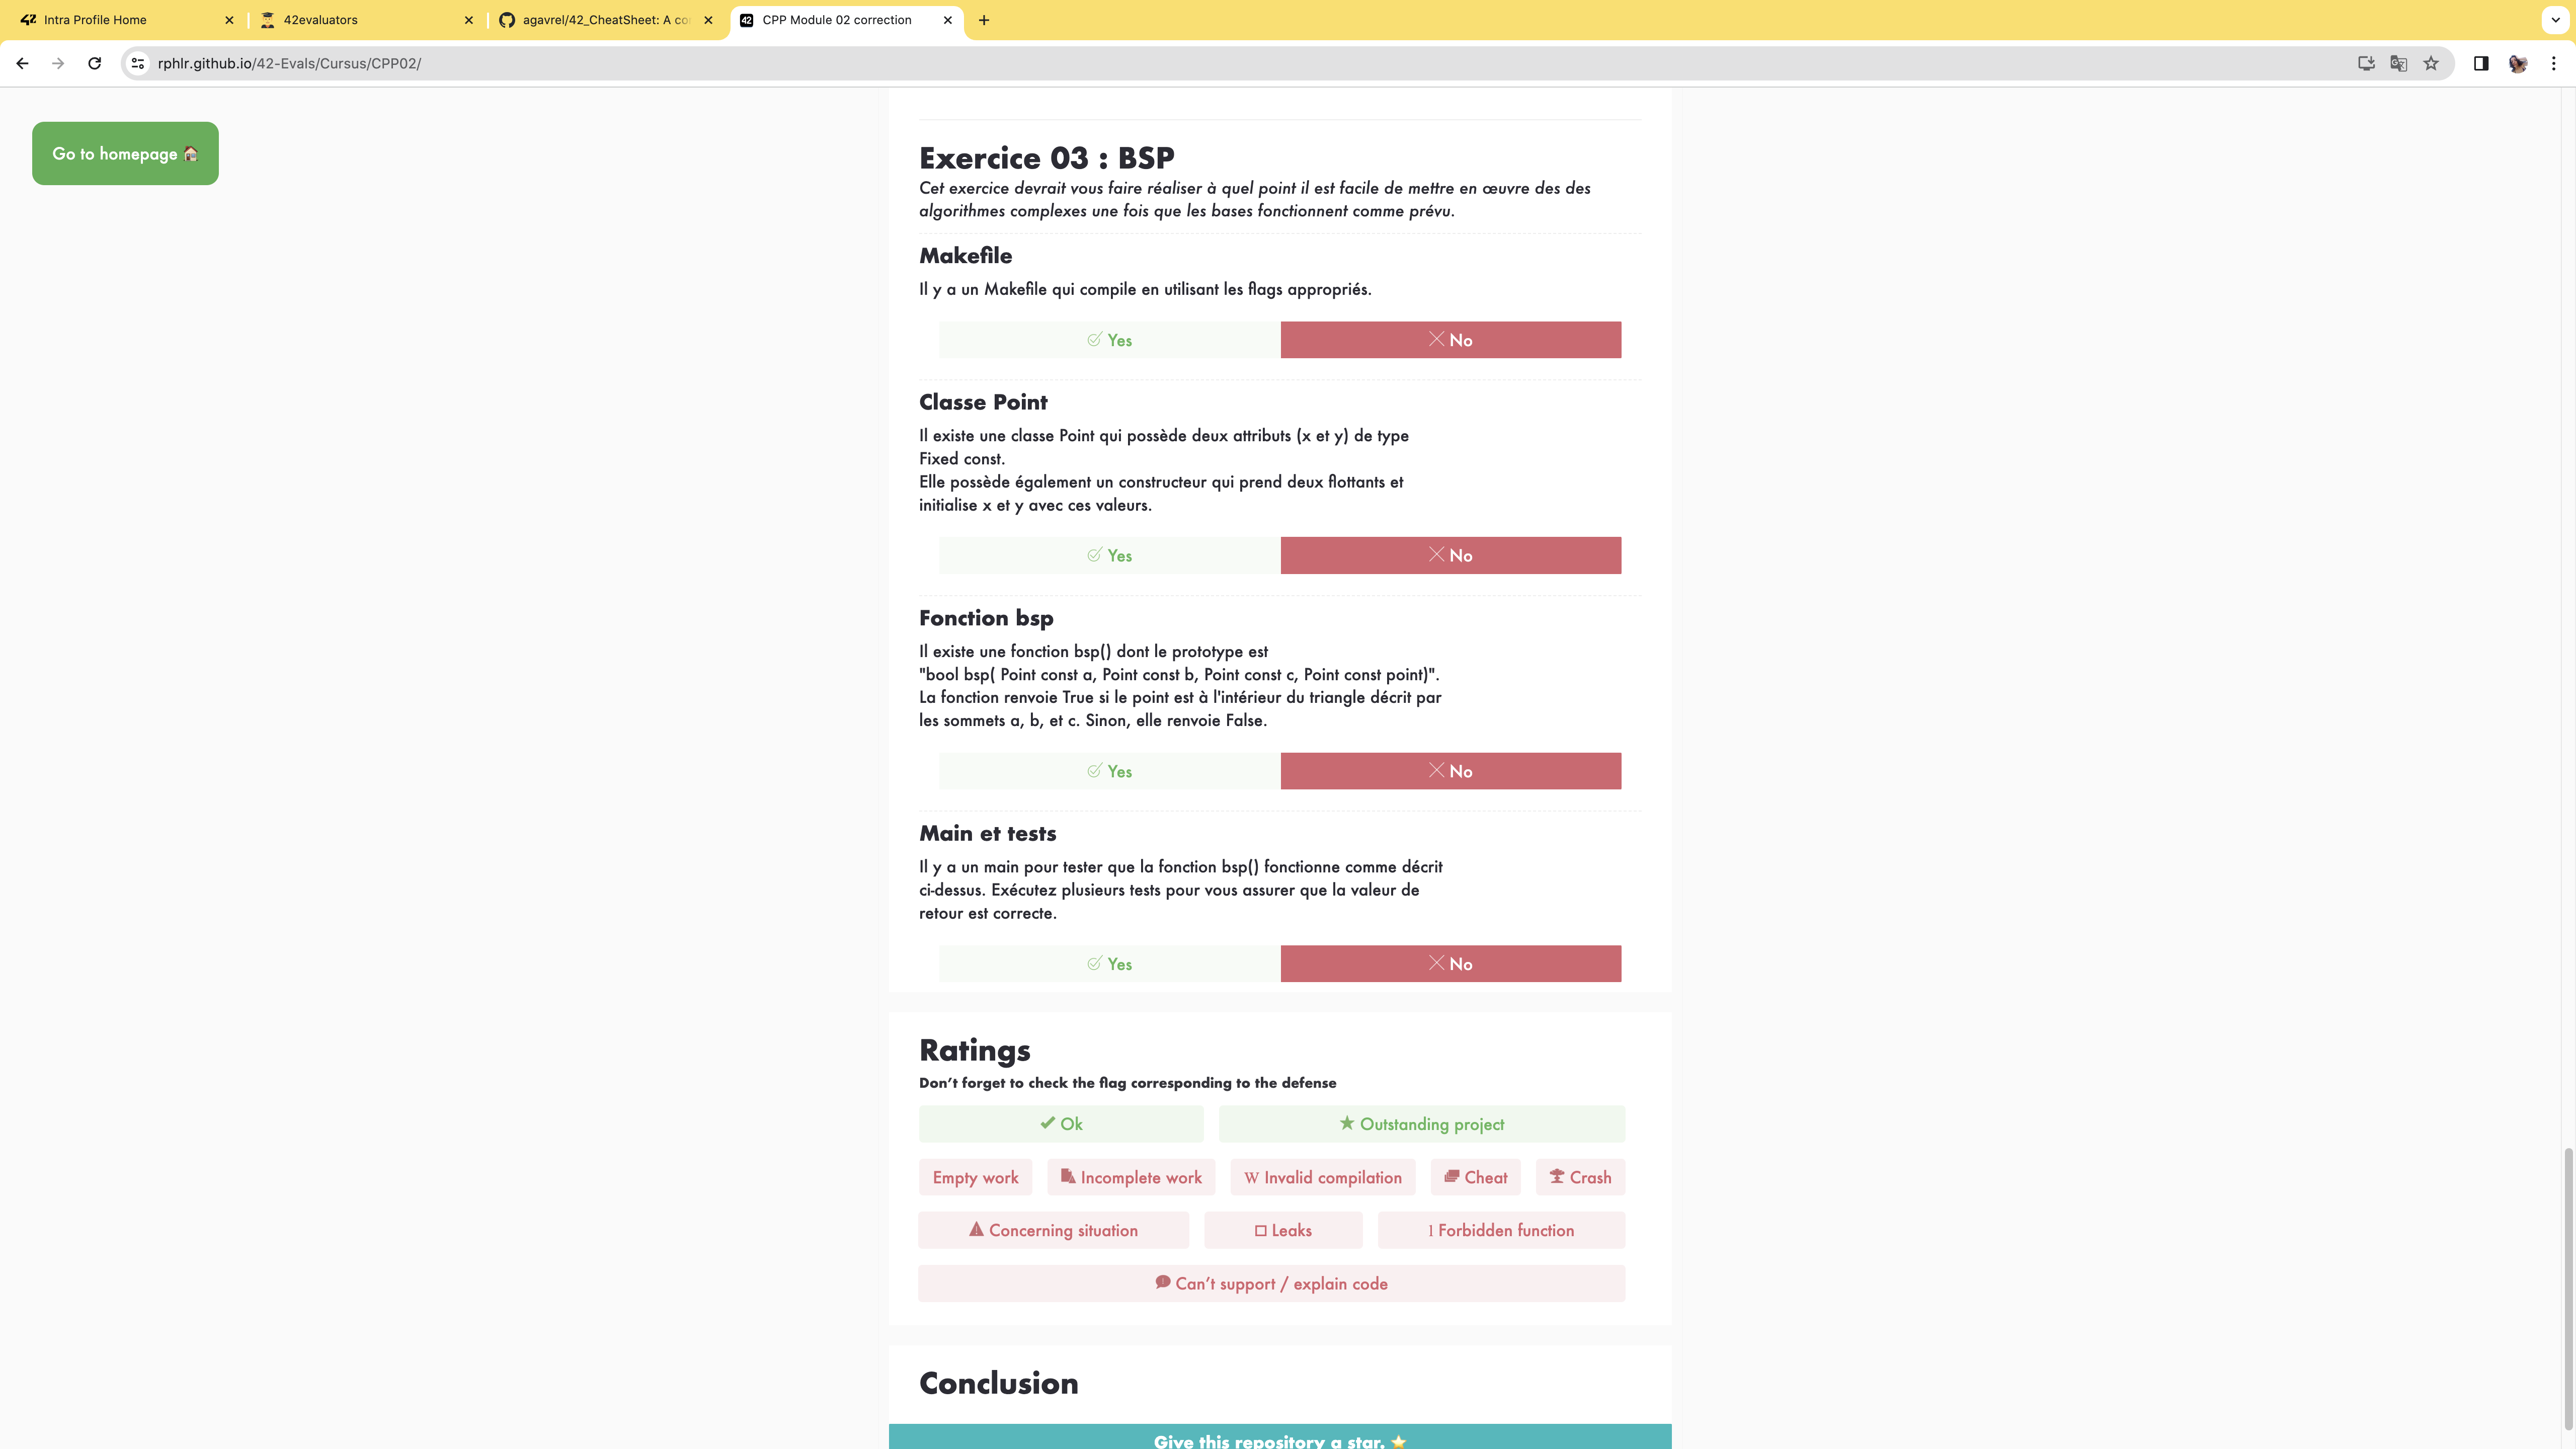 Intra Profile Home
42evaluators
agavrel/42_CheatSheet: A co
42 CPP Module 02 correction
rphlr.github.io/42-Evals/Cursus/CPP02/
Go to homepage
Exercice 03 : BSP
Cet exercice devrait vous faire réaliser à quel point il est facile de mettre en œuvre des des
algorithmes complexes une fois que les bases fonctionnent comme prévu.
Makefile
Il y a un Makefile qui compile en utilisant les flags appropriés.
Yes No
Classe Point
Il existe une classe Point qui possède deux attributs (x et y) de type
Fixed const.
Elle possède également un constructeur qui prend deux flottants et
initialise x et y avec ces valeurs.
Yes No
Fonction bsp
Il existe une fonction bsp() dont le prototype est
"bool bsp( Point const a, Point const b, Point const c, Point const point)".
La fonction renvoie True si le point est à l'intérieur du triangle décrit par
les sommets a, b, et c. Sinon, elle renvoie False.
Yes No
Main et tests
Il y a un main pour tester que la fonction bsp() fonctionne comme décrit
ci-dessus. Exécutez plusieurs tests pour vous assurer que la valeur de
retour est correcte.
Yes No
Ratings
Don’t forget to check the flag corresponding to the defense
Ok ★ Outstanding project
Empty work Incomplete work W Invalid compilation Cheat Crash
Concerning situation Leaks l Forbidden function
Can’t support / explain code
Conclusion
Give this repository a star. ⭐